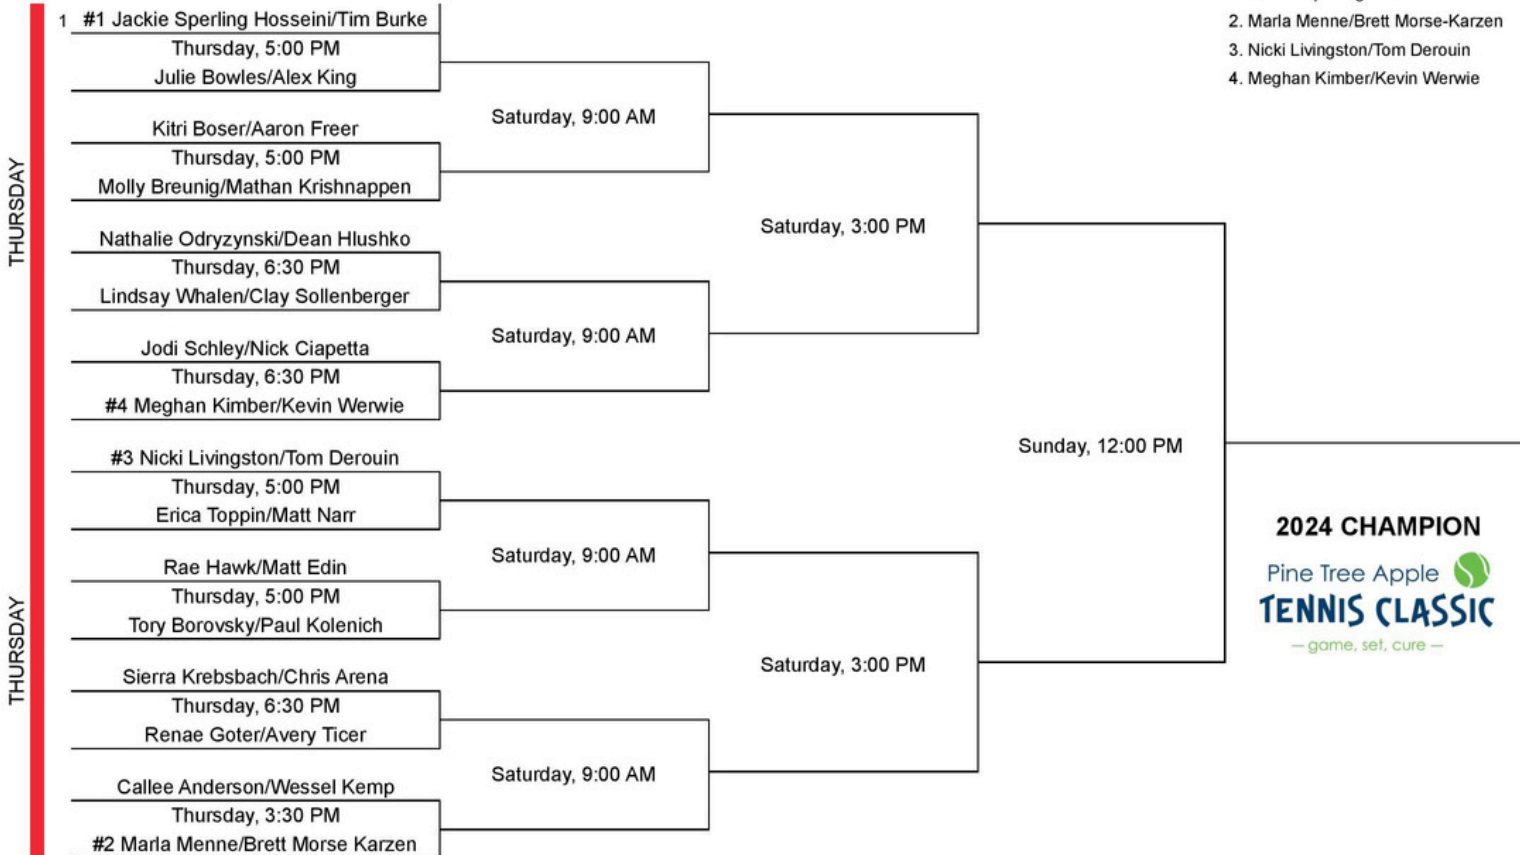 1 #1 Jackie Sperling Hosseini/Tim Burke
Thursday, 5:00 PM
Julie Bowles/Alex King
Kitri Boser/Aaron Freer
Thursday, 5:00 PM
Molly Breunig/Mathan Krishnappen
Nathalie Odryzynski/Dean Hlushko
Thursday, 6:30 PM
Lindsay Whalen/Clay Sollenberger
Jodi Schley/Nick Ciapetta
Thursday, 6:30 PM
#4 Meghan Kimber/Kevin Werwie
#3 Nicki Livingston/Tom Derouin
Thursday, 5:00 PM
Erica Toppin/Matt Narr
Rae Hawk/Matt Edin
Thursday, 5:00 PM
Tory Borovsky/Paul Kolenich
Sierra Krebsbach/Chris Arena
Thursday, 6:30 PM
Renae Goter/Avery Ticer
Callee Anderson/Wessel Kemp
Thursday, 3:30 PM
#2 Marla Menne/Brett Morse Karzen
THURSDAY
THURSDAY
Saturday, 9:00 AM
Saturday, 9:00 AM
Saturday, 9:00 AM
Saturday, 9:00 AM
Saturday, 3:00 PM
Saturday, 3:00 PM
Sunday, 12:00 PM
2. Marla Menne/Brett Morse-Karzen
3. Nicki Livingston/Tom Derouin
4. Meghan Kimber/Kevin Werwie
2024 CHAMPION
Pine Tree Apple
TENNIS CLASSIC
— game, set, cure —